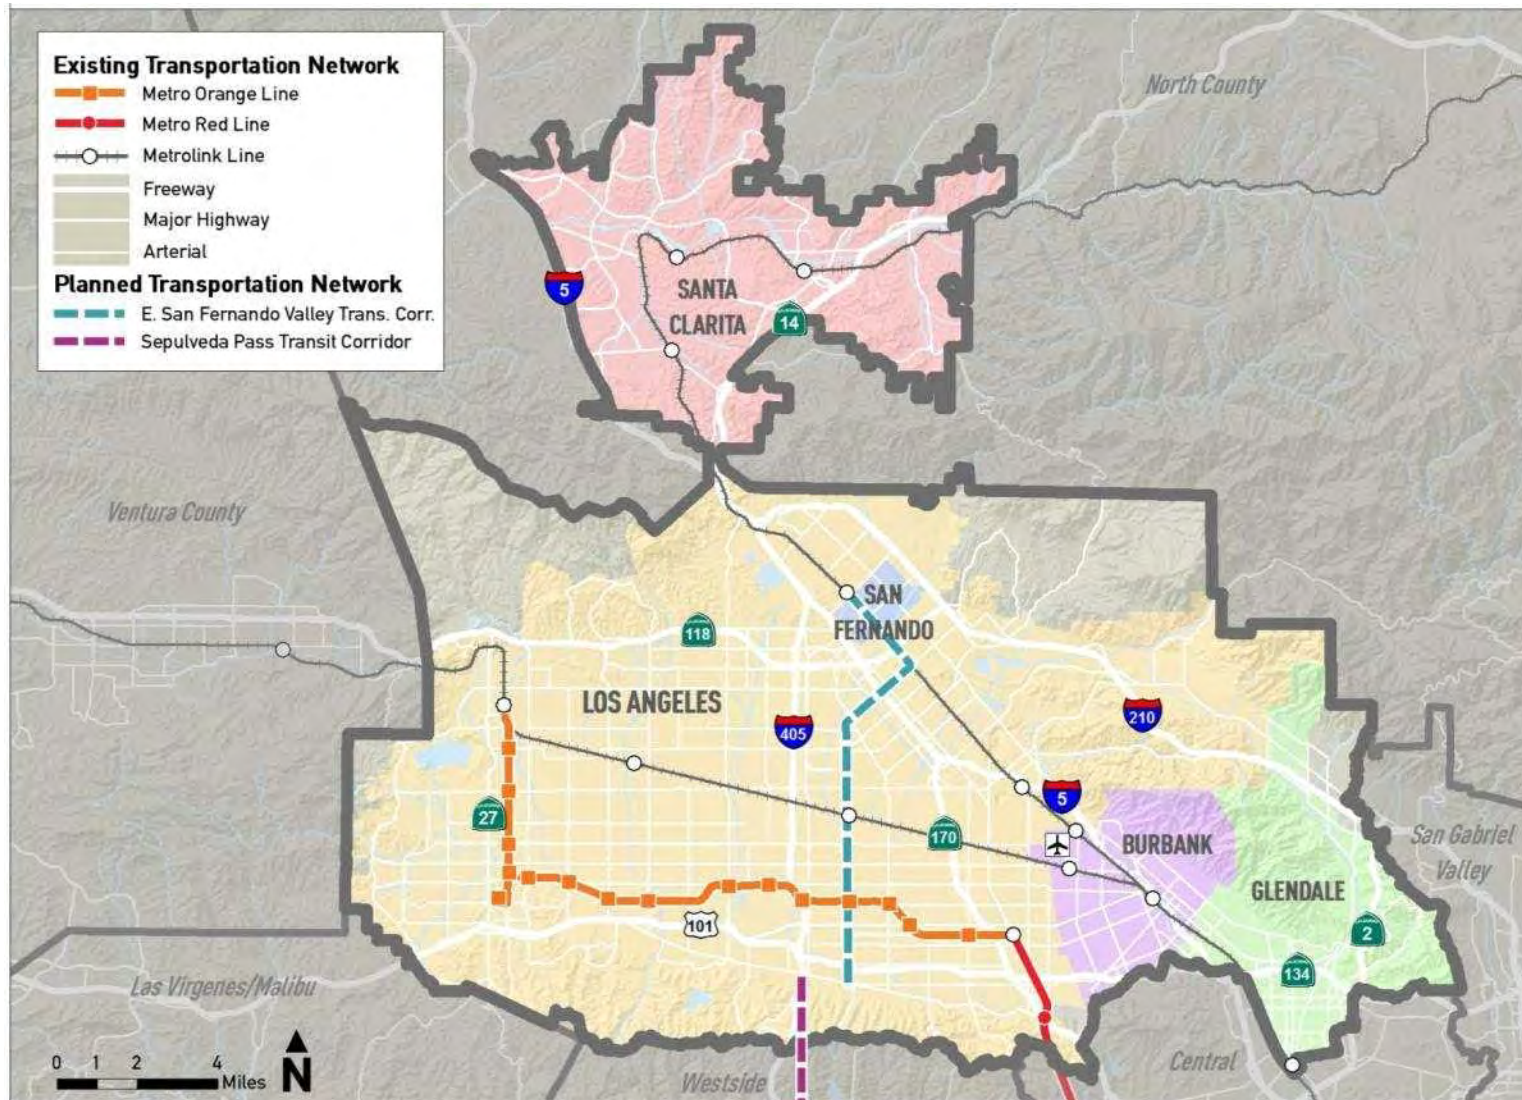 Existing Transportation Network
Metro Orange Line
Metro Red Line
Metrolink Line
Freeway
Major Highway
Arterial
Planned Transportation Network
E. San Fernando Valley Trans. Corr.
Sepulveda Pass Transit Corridor
North County
5
SANTA
CLARITA
14
Ventura County
SAN
FERNANDO
118
LOS ANGELES
405
210
5
27
170
BURBANK
San Gabriel
Valley
GLENDALE
101
2
134
Las Virgenes/Malibu
Central
Westside
0 1 2 4
Miles
N